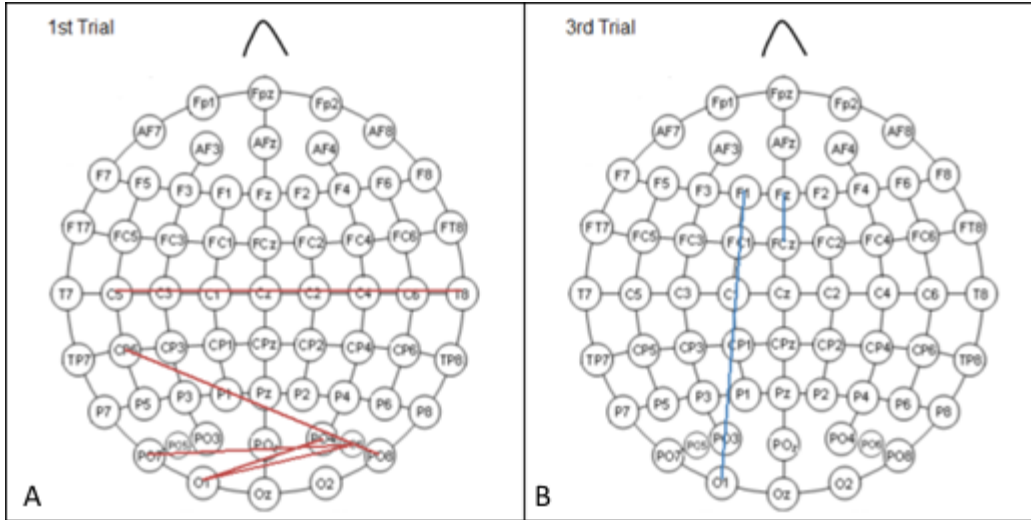 1st Trial
Fpz
Fp1 Fp2
AF7 AF8
AFz
AF3 AF4
F7 F8
F5 F6
F3 F4
F1 Fz F2
FT7 FT8
FC5 FC6
FC3 FC4
FC1 FCz FC2
T7 C5 C3 C1 Cz C2 C4 C6 T8
CP5 CP3 CP1 CPz CP2 CP4 CP6
TP7 TP8
P7 P5 P3 P1 Pz P2 P4 P6 P8
PO7 PO5 PO3 POz PO4 PO8
O1 Oz O2
A
3rd Trial
Fpz
Fp1 Fp2
AF7 AF8
AFz
AF3 AF4
F7 F8
F5 F6
F3 F4
F1 Fz F2
FT7 FT8
FC5 FC6
FC3 FC4
FC1 FCz FC2
T7 C5 C3 Cz C2 C4 C6 T8
CP5 CP3 CP1 CPz CP2 CP4 CP6
TP7 TP8
P7 P5 P3 P1 Pz P2 P4 P6 P8
PO7 PO5 PO3 POz PO4 PO6 PO8
O1 Oz O2
B